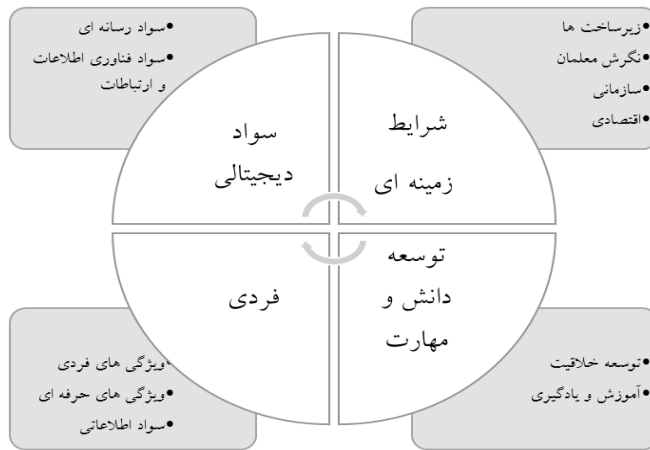 •زیرساخت ها
•نگرش معلمان
•سازمانی
•اقتصادی
شرایط
زمینه ای
•سواد رسانه ای
•سواد فناوری اطلاعات
و ارتباطات
سواد
دیجیتالی
توسعه
دانش و
مهارت
•توسعه خلاقیت
•آموزش و یادگیری
فردی
•ویژگی های فردی
•ویژگی های حرفه ای
•سواد اطلاعاتی